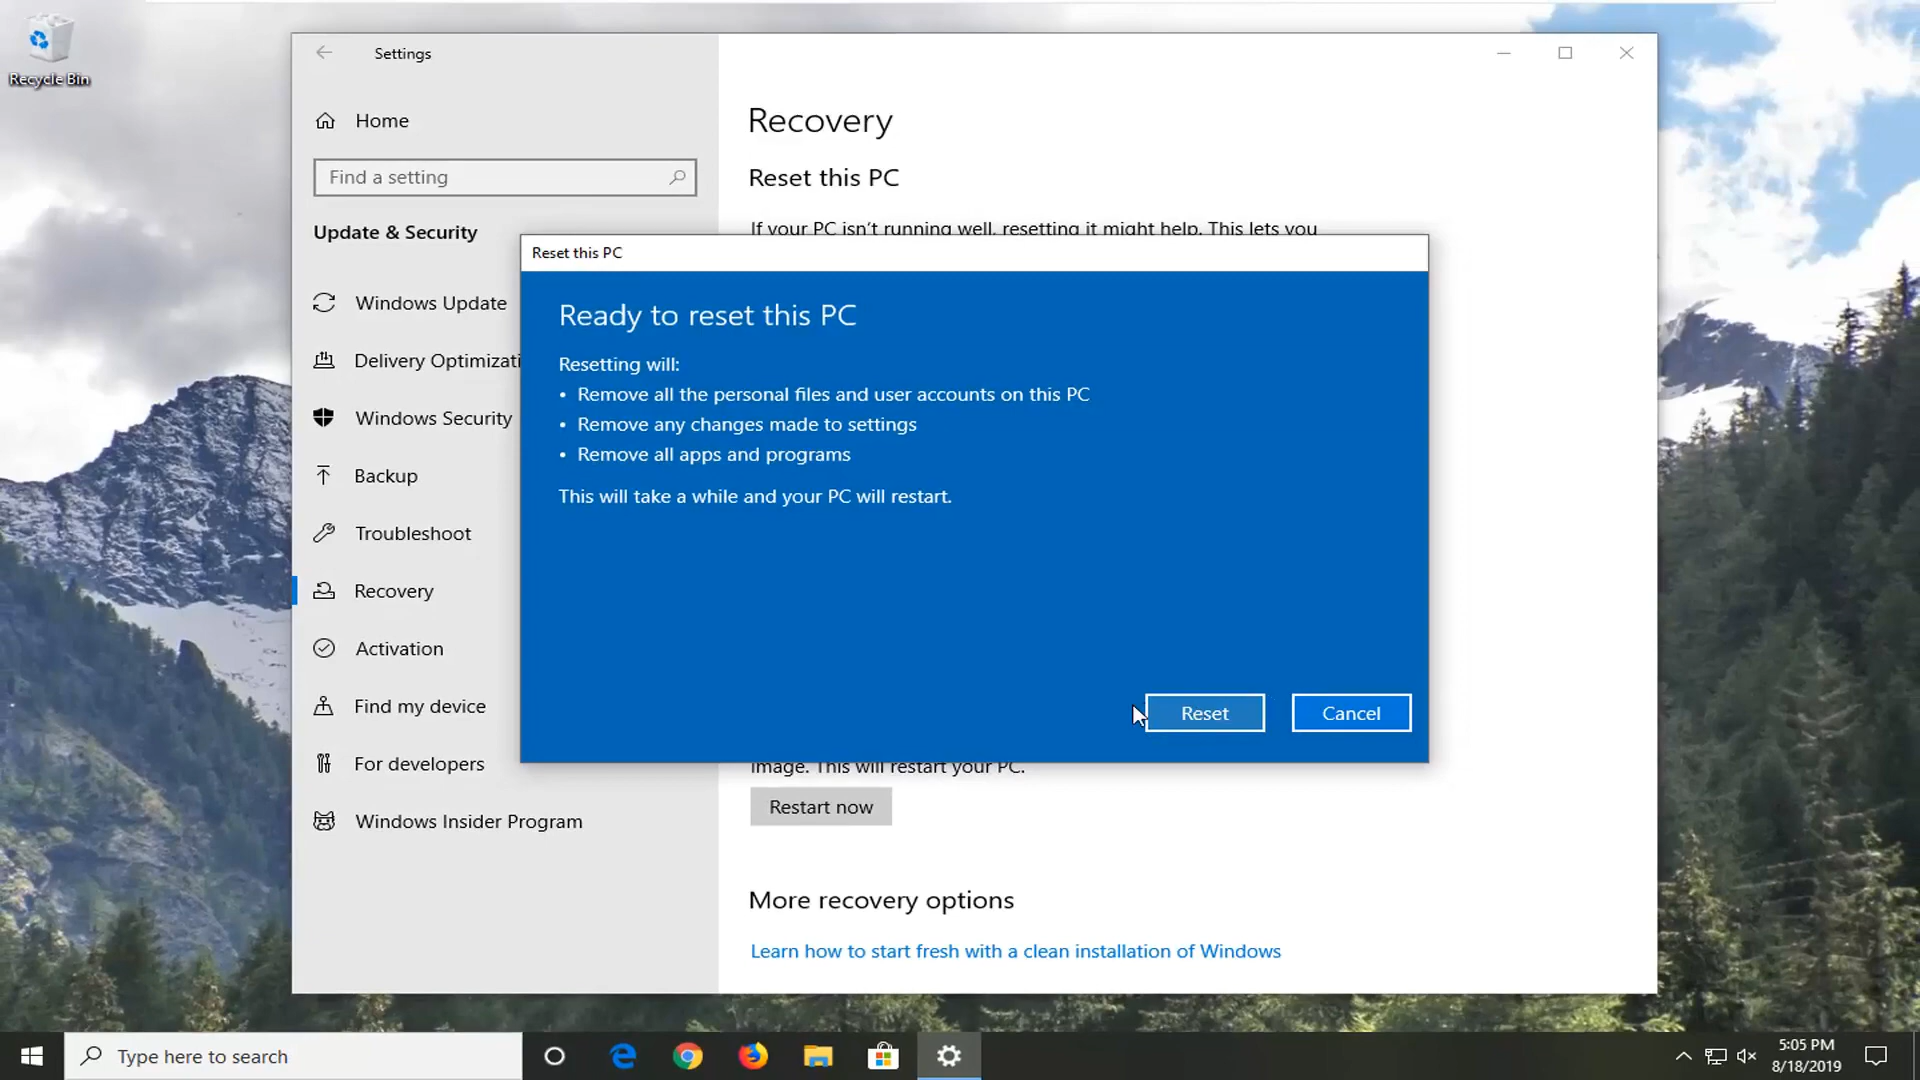 Recycle Bin
Settings
Home
Find a setting
Update & Security
Windows Update
Delivery Optimizati
Windows Security
Backup
Troubleshoot
Recovery
Activation
Find my device
For developers
Windows Insider Program
Recovery
Reset this PC
If your PC isn't running well, resetting it might help. This lets you
Reset this PC
Ready to reset this PC
Resetting will:
• Remove all the personal files and user accounts on this PC
• Remove any changes made to settings
• Remove all apps and programs
This will take a while and your PC will restart.
Reset
Cancel
image. This will restart your PC.
Restart now
More recovery options
Learn how to start fresh with a clean installation of Windows
Type here to search
5:05 PM
8/18/2019